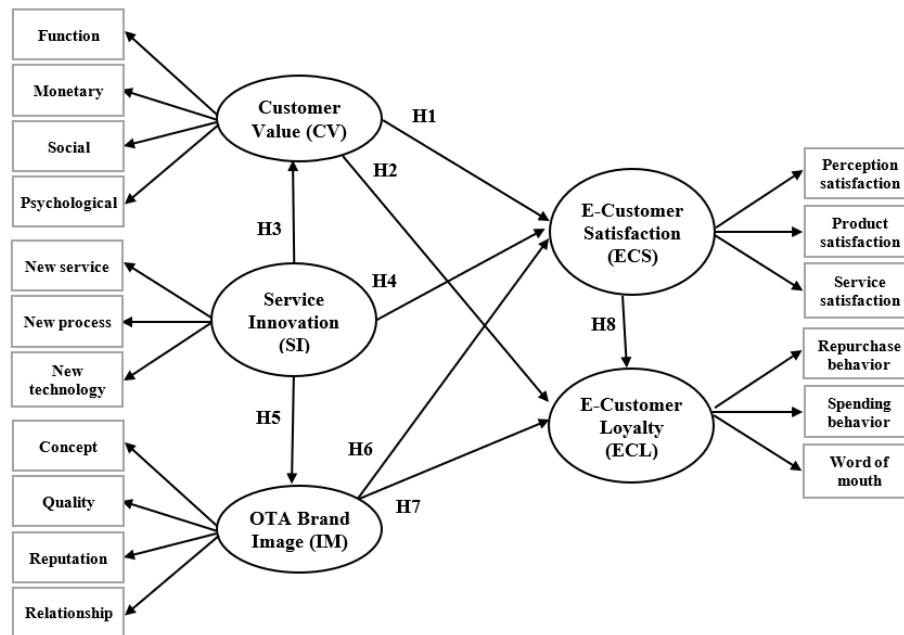 Function
Monetary
Social
Psychological
New service
New process
New
technology
Concept
Quality
Reputation
Relationship
Customer
Value (CV)
Service
Innovation
(SI)
OTA Brand
Image (IM)
H1
H2
H3
H4
H5
H6
H7
H8
E-Customer
Satisfaction
(ECS)
E-Customer
Loyalty
(ECL)
Perception
satisfaction
Product
satisfaction
Service
satisfaction
Repurchase
behavior
Spending
behavior
Word of
mouth